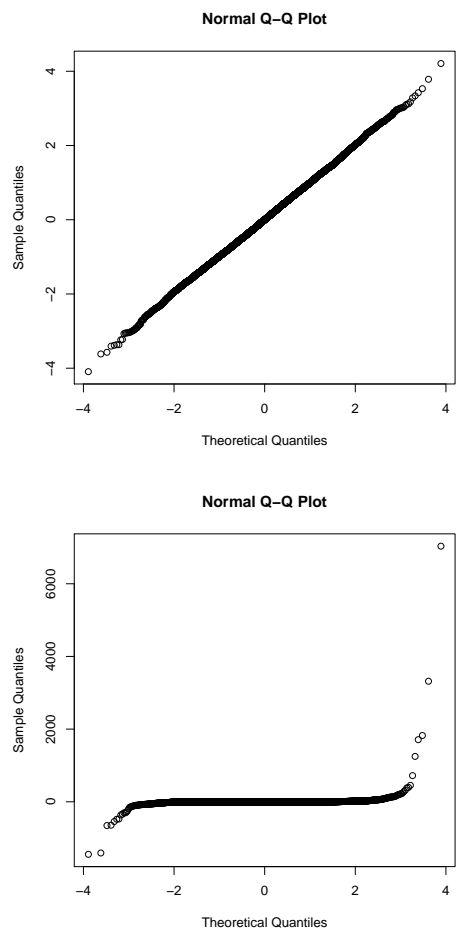 Normal Q−Q Plot
4
2
0
−2
−4
Sample Quantiles
−4 −2 0 2 4
Theoretical Quantiles
Normal Q−Q Plot
6000
4000
2000
0
Sample Quantiles
−4 −2 0 2 4
Theoretical Quantiles